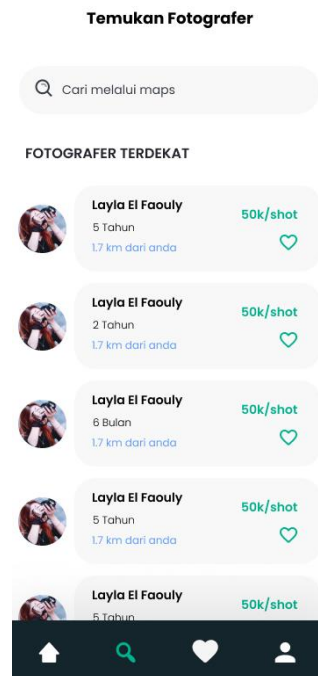 Temukan Fotografer
Cari melalui maps
FOTOGRAFER TERDEKAT
Layla El Faouly
50k/shot
5 Tahun
1.7 km dari anda
Layla El Faouly
50k/shot
2 Tahun
1.7 km dari anda
Layla El Faouly
50k/shot
6 Bulan
1.7 km dari anda
Layla El Faouly
50k/shot
5 Tahun
1.7 km dari anda
Layla El Faouly
50k/shot
5 Tahun